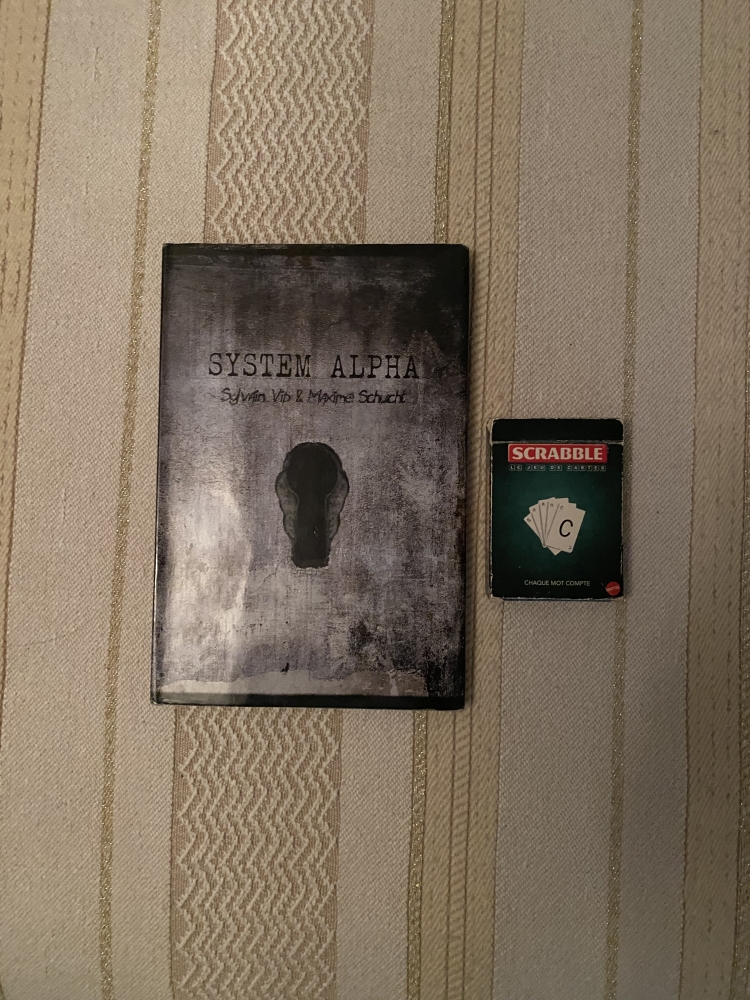 SYSTEM ALPHA
Sylvain Vip & Maxime Schucht
SCRABBLE
LE JEU DE CARTES
C
CHAQUE MOT COMPTE